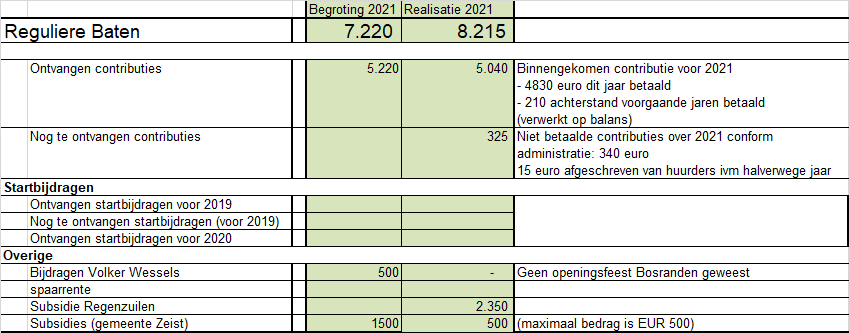 Begroting 2021 Realisatie 2021
Reguliere Baten 7.220 8.215
Ontvangen contributies 5.220 5.040 Binnengekomen contributie voor 2021
- 4830 euro dit jaar betaald
- 210 achterstand voorgaande jaren betaald
(verwerkt op balans)
Nog te ontvangen contributies 325 Niet betaalde contributies over 2021 conform
administratie: 340 euro
15 euro afgeschreven van huurders ivm halverwege jaar
Startbijdragen
Ontvangen startbijdragen voor 2019
Nog te ontvangen startbijdragen (voor 2019)
Ontvangen startbijdragen voor 2020
Overige
Bijdragen Volker Wessels 500 - Geen openingsfeest Bosranden geweest
spaarrente
Subsidie Regenzuilen 2.350
Subsidies (gemeente Zeist) 1500 500 (maximaal bedrag is EUR 500)